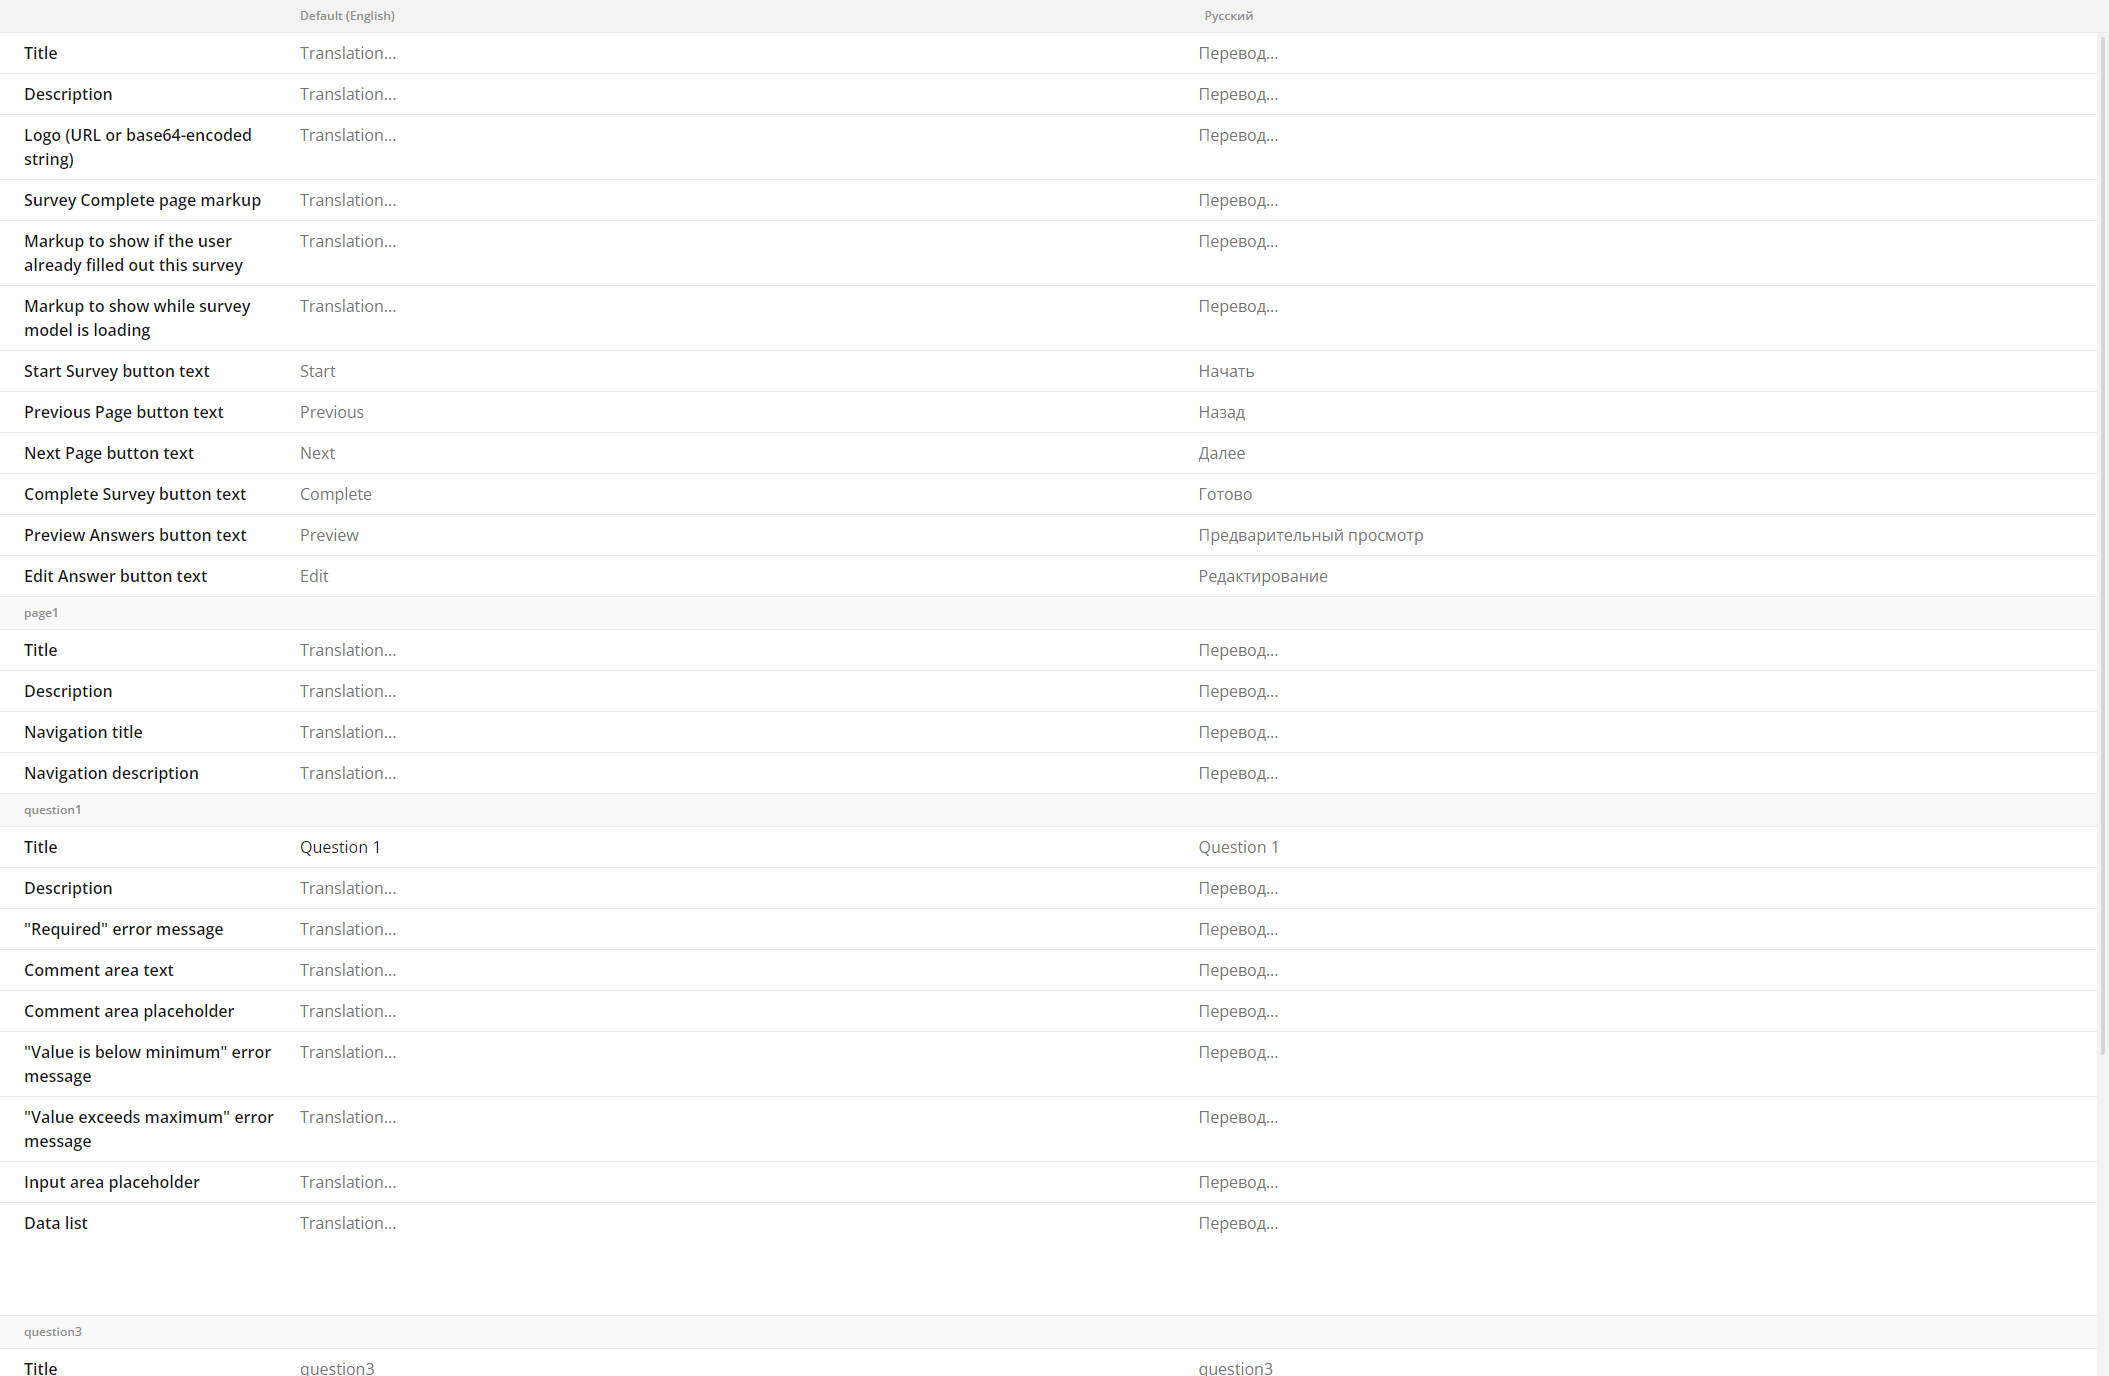 Default (English) Русский
Title Translation... Перевод...
Description Translation... Перевод...
Logo (URL or base64-encoded Translation... Перевод...
string)
Survey Complete page markup Translation... Перевод...
Markup to show if the user Translation... Перевод...
already filled out this survey
Markup to show while survey Translation... Перевод...
model is loading
Start Survey button text Start Начать
Previous Page button text Previous Назад
Next Page button text Next Далее
Complete Survey button text Complete Готово
Preview Answers button text Preview Предварительный просмотр
Edit Answer button text Edit Редактирование
page1
Title Translation... Перевод...
Description Translation... Перевод...
Navigation title Translation... Перевод...
Navigation description Translation... Перевод...
question1
Title Question 1 Question 1
Description Translation... Перевод...
"Required" error message Translation... Перевод...
Comment area text Translation... Перевод...
Comment area placeholder Translation... Перевод...
"Value is below minimum" error Translation... Перевод...
message
"Value exceeds maximum" error Translation... Перевод...
message
Input area placeholder Translation... Перевод...
Data list Translation... Перевод...
question3
Title question3 question3